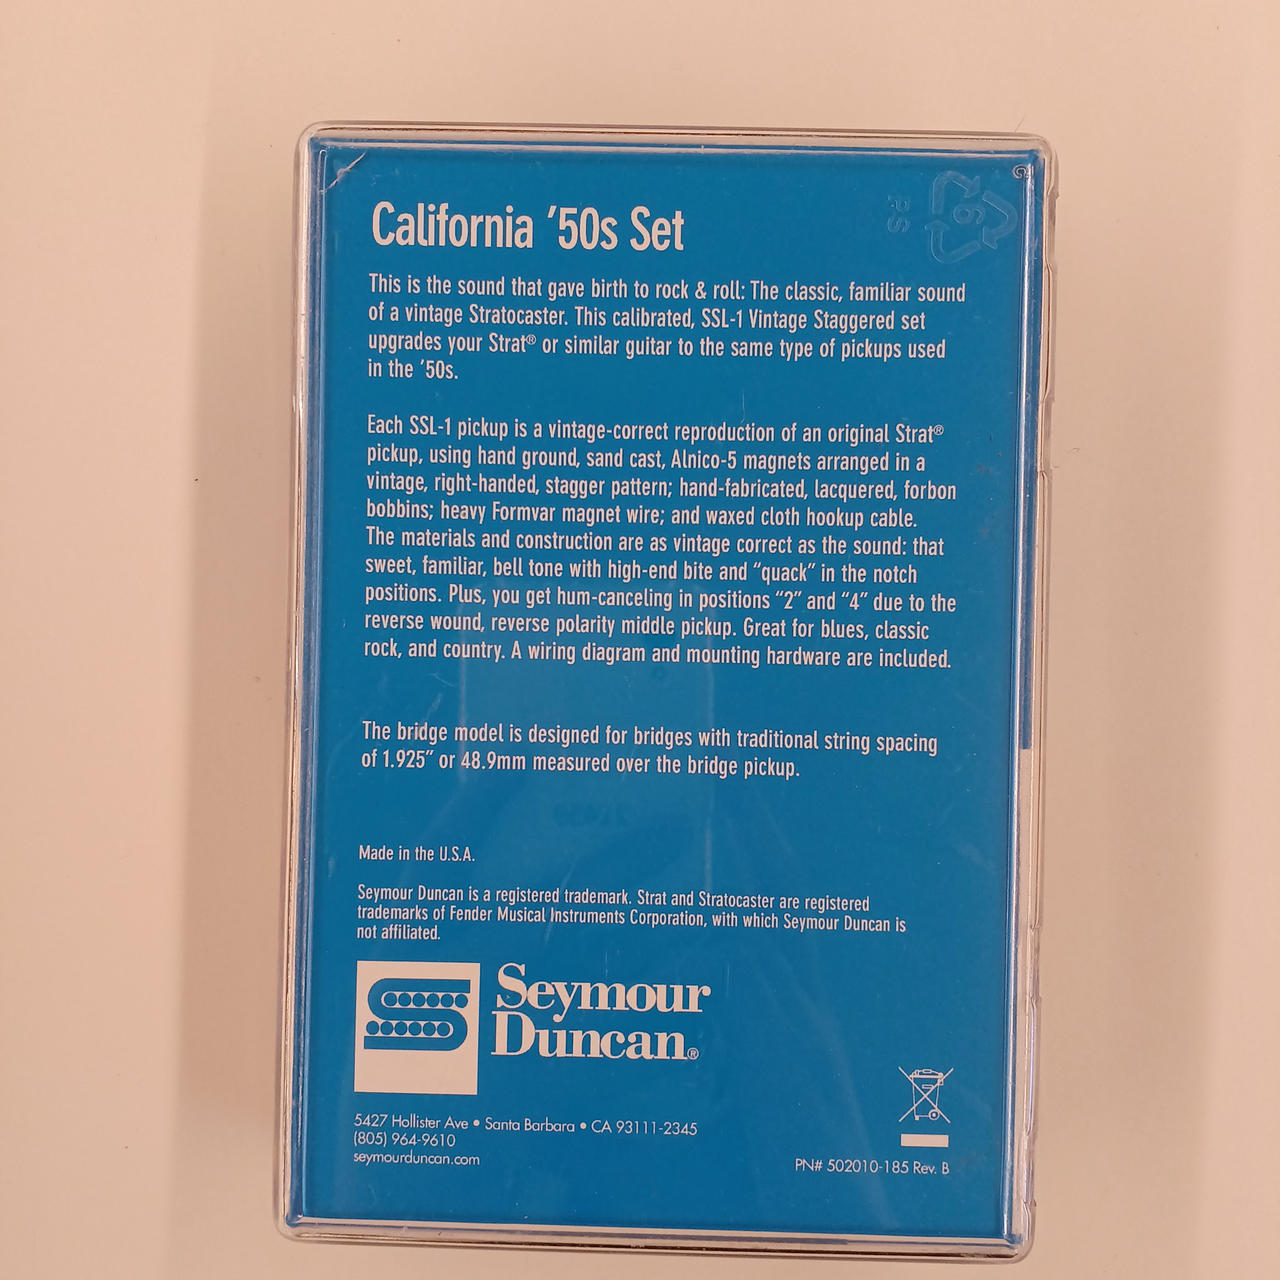 California '50s Set
This is the sound that gave birth to rock & roll: The classic, familiar sound
of a vintage Stratocaster. This calibrated, SSL-1 Vintage Staggered set
upgrades your Strat® or similar guitar to the same type of pickups used
in the '50s.
Each SSL-1 pickup is a vintage-correct reproduction of an original Strat®
pickup, using hand ground, sand cast, Alnico-5 magnets arranged in a
vintage, right-handed, stagger pattern; hand-fabricated, lacquered, forbon
bobbins; heavy Formvar magnet wire; and waxed cloth hookup cable.
The materials and construction are as vintage correct as the sound: that
sweet, familiar, bell tone with high-end bite and “quack” in the notch
positions. Plus, you get hum-canceling in positions “2” and “4” due to the
reverse wound, reverse polarity middle pickup. Great for blues, classic
rock, and country. A wiring diagram and mounting hardware are included.
The bridge model is designed for bridges with traditional string spacing
of 1.925” or 48.9mm measured over the bridge pickup.
Made in the U.S.A.
Seymour Duncan is a registered trademark. Strat and Stratocaster are registered
trademarks of Fender Musical Instruments Corporation, with which Seymour Duncan is
not affiliated.
Seymour
Duncan®
5427 Hollister Ave • Santa Barbara • CA 93111-2345
(805) 964-9610
seymourduncan.com
PN# 502010-185 Rev. B
6
PS